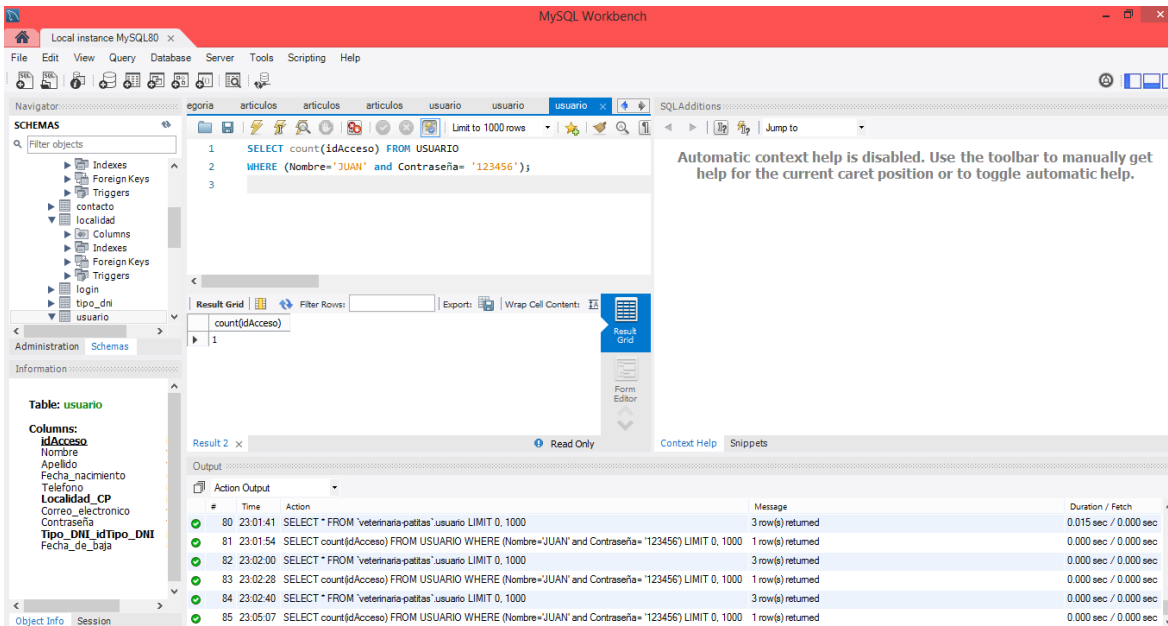 MySQL Workbench
Local instance MySQL80
File Edit View Query Database Server Tools Scripting Help
Navigator
SCHEMAS
Filter objects
Indexes
Foreign Keys
Triggers
contacto
localidad
Columns
Indexes
Foreign Keys
Triggers
login
tipo_dni
usuario
Administration Schemas
Information
Table: usuario
Columns:
idAcceso
Nombre
Apellido
Fecha_nacimiento
Telefono
Localidad_CP
Correo_electronico
Contraseña
Tipo_DNI_idTipo_DNI
Fecha_de_baja
Object Info Session
egoria articulos articulos articulos usuario usuario usuario
Limit to 1000 rows
1 SELECT count(idAcceso) FROM USUARIO
2 WHERE (Nombre='JUAN' and Contraseña= '123456');
3
Result Grid Filter Rows: Export: Wrap Cell Content:
count(idAcceso)
1
Result Grid
Form Editor
Result 2 Read Only
SQLAdditions
Jump to
Automatic context help is disabled. Use the toolbar to manually get
help for the current caret position or to toggle automatic help.
Context Help Snippets
Output
Action Output
# Time Action Message Duration / Fetch
80 23:01:41 SELECT * FROM `veterinaria-patitas`.usuario LIMIT 0, 1000 3 row(s) returned 0.015 sec / 0.000 sec
81 23:01:54 SELECT count(idAcceso) FROM USUARIO WHERE (Nombre='JUAN' and Contraseña= '123456') LIMIT 0, 1000 1 row(s) returned 0.000 sec / 0.000 sec
82 23:02:00 SELECT * FROM `veterinaria-patitas`.usuario LIMIT 0, 1000 3 row(s) returned 0.000 sec / 0.000 sec
83 23:02:28 SELECT count(idAcceso) FROM USUARIO WHERE (Nombre='JUAN' and Contraseña= '123456') LIMIT 0, 1000 1 row(s) returned 0.000 sec / 0.000 sec
84 23:02:40 SELECT * FROM `veterinaria-patitas`.usuario LIMIT 0, 1000 3 row(s) returned 0.000 sec / 0.000 sec
85 23:05:07 SELECT count(idAcceso) FROM USUARIO WHERE (Nombre='JUAN' and Contraseña= '123456') LIMIT 0, 1000 1 row(s) returned 0.000 sec / 0.000 sec